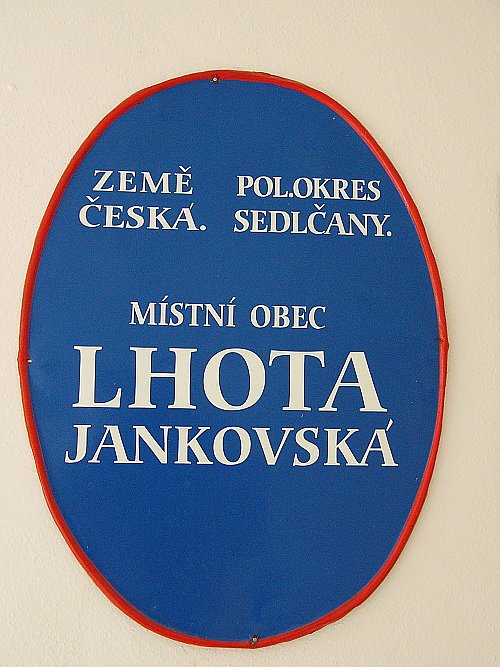 ZEMĚ POL.OKRES
ČESKÁ. SEDLČANY.
MÍSTNÍ OBEC
LHOTA
JANKOVSKÁ